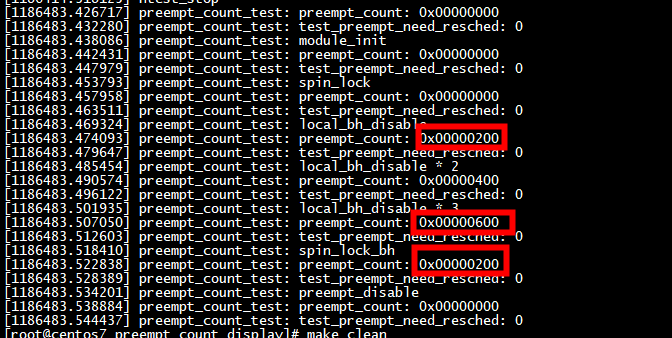 [1186483.426717] preempt_count_test: preempt_count: 0x00000000
[1186483.432280] preempt_count_test: test_preempt_need_resched: 0
[1186483.438086] preempt_count_test: module_init
[1186483.442431] preempt_count_test: preempt_count: 0x00000000
[1186483.447979] preempt_count_test: test_preempt_need_resched: 0
[1186483.453793] preempt_count_test: spin_lock
[1186483.457958] preempt_count_test: preempt_count: 0x00000000
[1186483.463511] preempt_count_test: test_preempt_need_resched: 0
[1186483.469324] preempt_count_test: local_bh_disable
[1186483.474093] preempt_count_test: preempt_count: 0x00000200
[1186483.479647] preempt_count_test: test_preempt_need_resched: 0
[1186483.485454] preempt_count_test: local_bh_disable * 2
[1186483.490574] preempt_count_test: preempt_count: 0x00000400
[1186483.496122] preempt_count_test: test_preempt_need_resched: 0
[1186483.501935] preempt_count_test: local_bh_disable * 3
[1186483.507050] preempt_count_test: preempt_count: 0x00000600
[1186483.512603] preempt_count_test: test_preempt_need_resched: 0
[1186483.518410] preempt_count_test: spin_lock_bh
[1186483.522838] preempt_count_test: preempt_count: 0x00000200
[1186483.528389] preempt_count_test: test_preempt_need_resched: 0
[1186483.534201] preempt_count_test: preempt_disable
[1186483.538884] preempt_count_test: preempt_count: 0x00000000
[1186483.544437] preempt_count_test: test_preempt_need_resched: 0
[root@centos7 preempt_count_display]# make clean